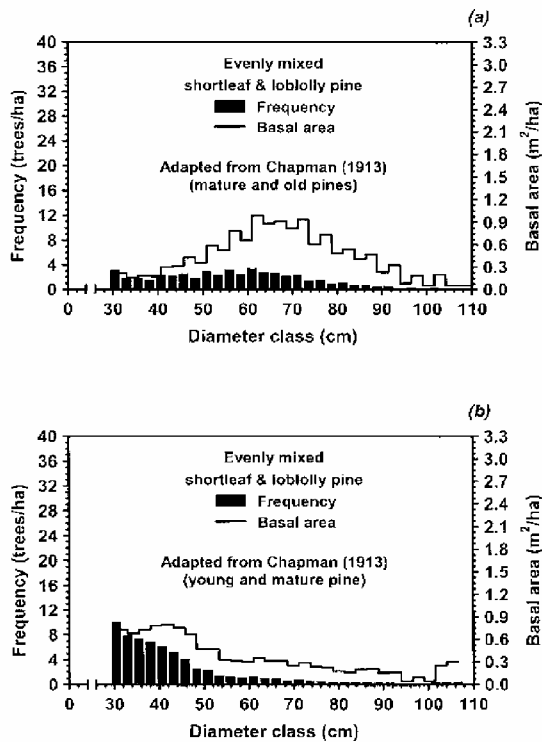 (a)
40
36
32
28
24
20
16
12
8
4
0
Frequency (trees/ha)
Evenly mixed
shortleaf & loblolly pine
Frequency
Basal area
Adapted from Chapman (1913)
(mature and old pines)
3.3
3.0
2.7
2.4
2.1
1.8
1.5
1.2
0.9
0.6
0.3
0.0
Basal area (m²/ha)
0 30 40 50 60 70 80 90 100 110
Diameter class (cm)
(b)
40
36
32
28
24
20
16
12
8
4
0
Frequency (trees/ha)
Evenly mixed
shortleaf & loblolly pine
Frequency
Basal area
Adapted from Chapman (1913)
(young and mature pine)
3.3
3.0
2.7
2.4
2.1
1.8
1.5
1.2
0.9
0.6
0.3
0.0
Basal area (m²/ha)
0 30 40 50 60 70 80 90 100 110
Diameter class (cm)